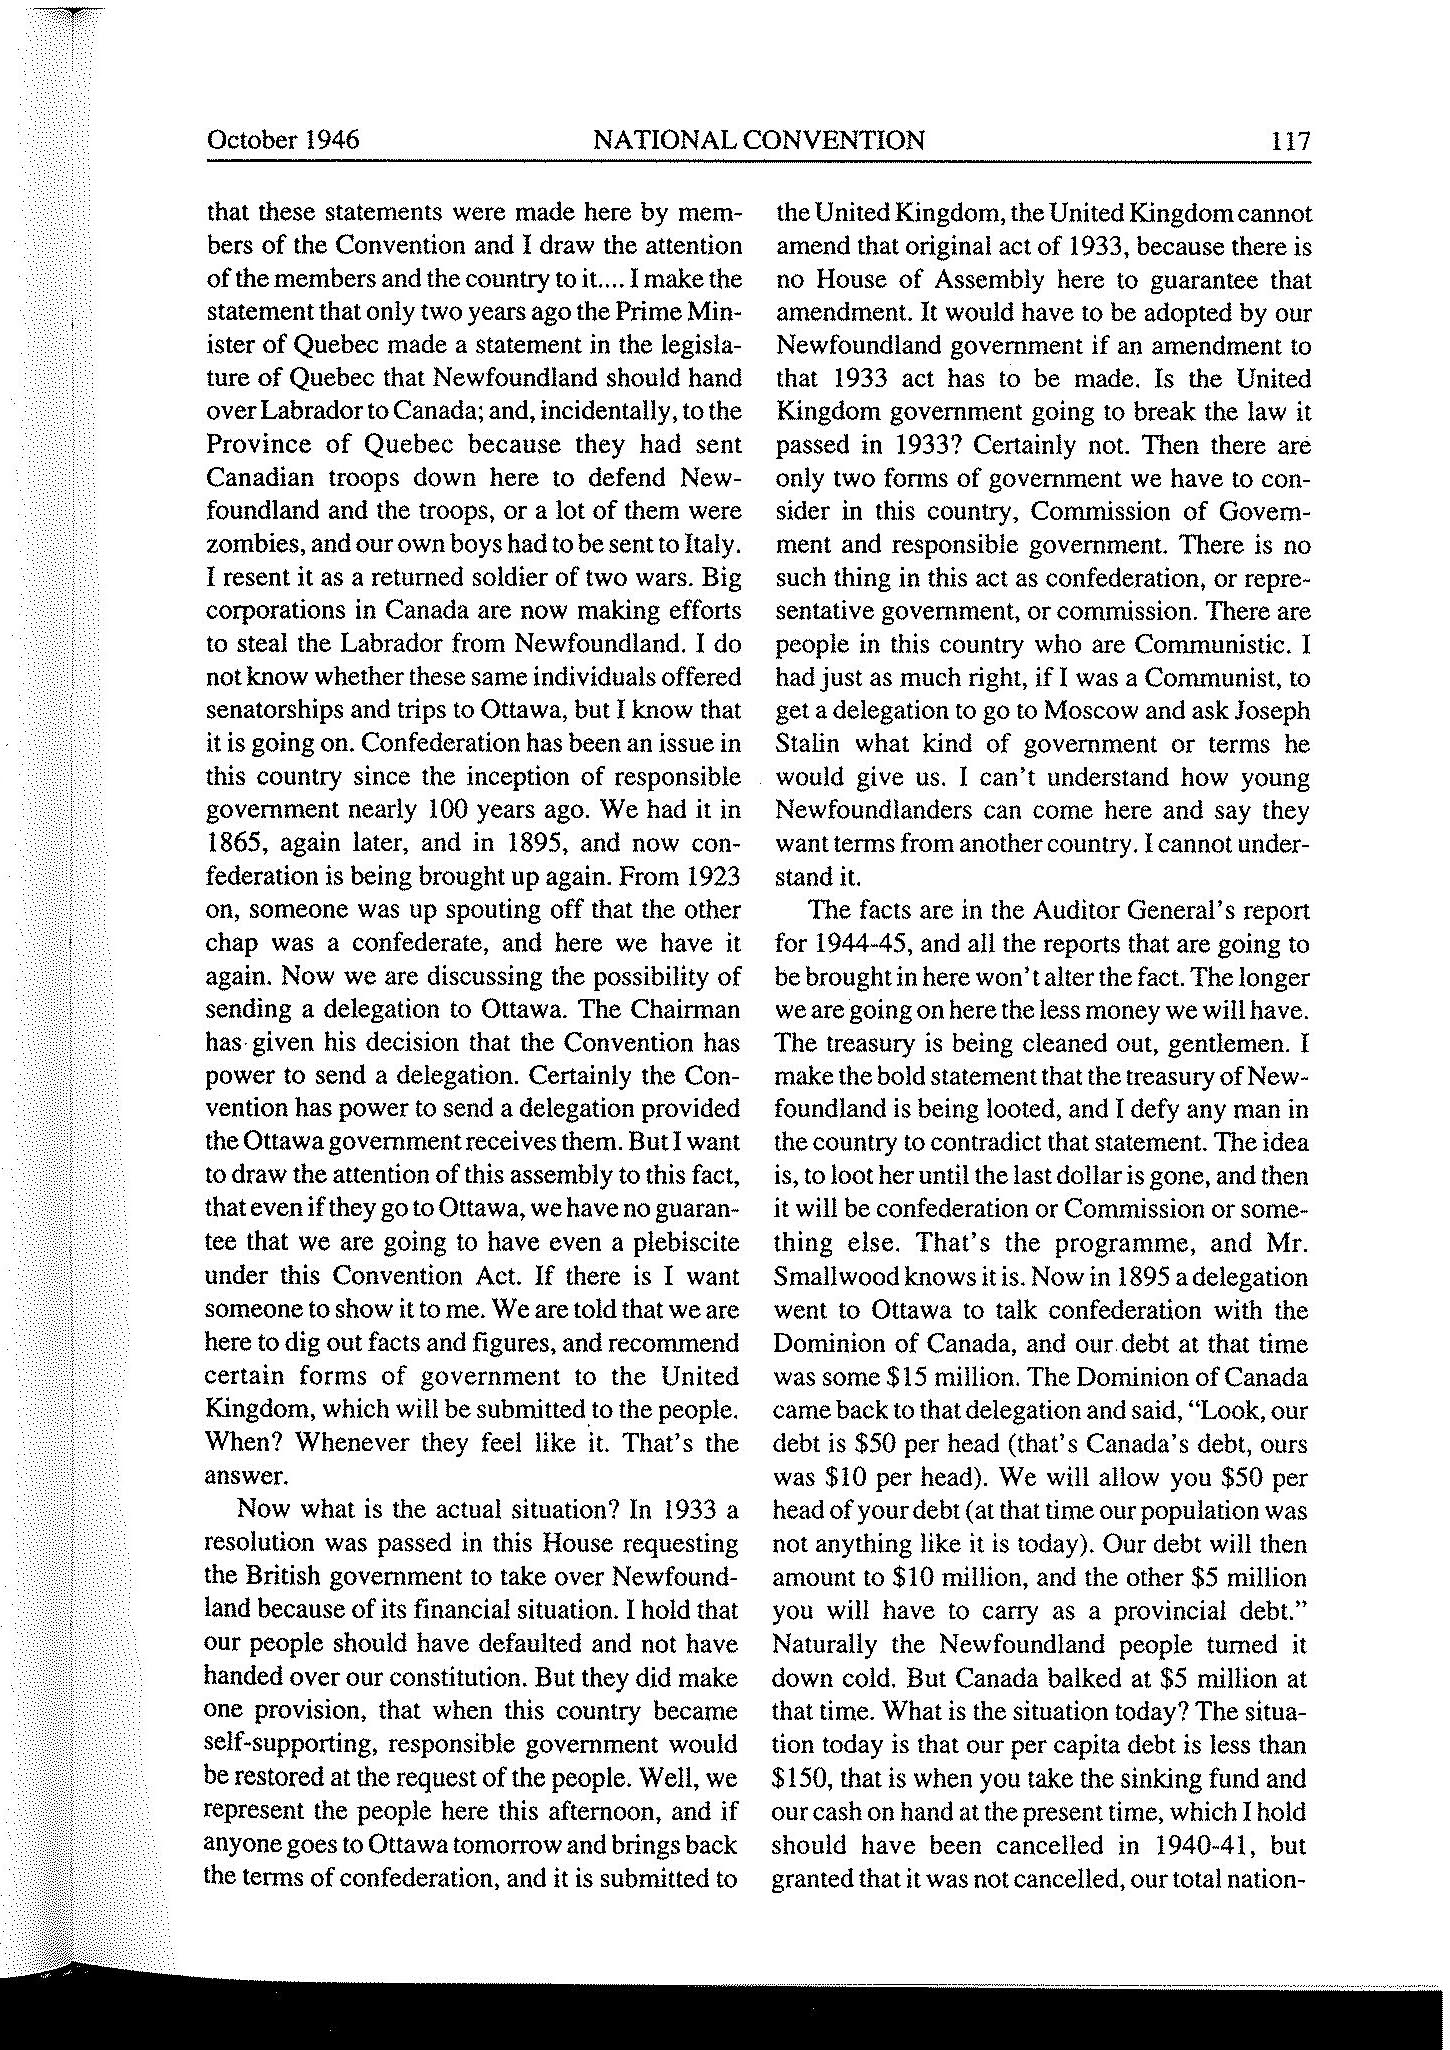 October 1946 NATIONAL CONVENTION 117
that these statements were made here by mem-
bers of the Convention and I draw the attention
of the members and the country to it.... I make the
statement that only two years ago the Prime Min-
ister of Quebec made a statement in the legisla-
ture of Quebec that Newfoundland should hand
over Labrador to Canada; and, incidentally, to the
Province of Quebec because they had sent
Canadian troops down here to defend New-
foundland and the troops, or a lot of them were
zombies, and our own boys had to be sent to Italy.
I resent it as a returned soldier of two wars. Big
corporations in Canada are now making efforts
to steal the Labrador from Newfoundland. I do
not know whether these same individuals offered
senatorships and trips to Ottawa, but I know that
it is going on. Confederation has been an issue in
this country since the inception of responsible
government nearly 100 years ago. We had it in
1865, again later, and in 1895, and now con-
federation is being brought up again. From 1923
on, someone was up spouting off that the other
chap was a confederate, and here we have it
again. Now we are discussing the possibility of
sending a delegation to Ottawa. The Chairman
has given his decision that the Convention has
power to send a delegation. Certainly the Con-
vention has power to send a delegation provided
the Ottawa government receives them. But I want
to draw the attention of this assembly to this fact,
that even if they go to Ottawa, we have no guaran-
tee that we are going to have even a plebiscite
under this Convention Act. If there is I want
someone to show it to me. We are told that we are
here to dig out facts and figures, and recommend
certain forms of government to the United
Kingdom, which will be submitted to the people.
When? Whenever they feel like it. That's the
answer.
Now what is the actual situation? In 1933 a
resolution was passed in this House requesting
the British government to take over Newfound-
land because of its financial situation. I hold that
our people should have defaulted and not have
handed over our constitution. But they did make
one provision, that when this country became
self-supporting, responsible government would
be restored at the request of the people. Well, we
represent the people here this afternoon, and if
anyone goes to Ottawa tomorrow and brings back
the terms of confederation, and it is submitted to
the United Kingdom, the United Kingdom cannot
amend that original act of 1933, because there is
no House of Assembly here to guarantee that
amendment. It would have to be adopted by our
Newfoundland government if an amendment to
that 1933 act has to be made. Is the United
Kingdom government going to break the law it
passed in 1933? Certainly not. Then there are
only two forms of government we have to con-
sider in this country, Commission of Govern-
ment and responsible government. There is no
such thing in this act as confederation, or repre-
sentative government, or commission. There are
people in this country who are Communistic. I
had just as much right, if I was a Communist, to
get a delegation to go to Moscow and ask Joseph
Stalin what kind of government or terms he
would give us. I can't understand how young
Newfoundlanders can come here and say they
want terms from another country. I cannot under-
stand it.
The facts are in the Auditor General's report
for 1944-45, and all the reports that are going to
be brought in here won't alter the fact. The longer
we are going on here the less money we will have.
The treasury is being cleaned out, gentlemen. I
make the bold statement that the treasury of New-
foundland is being looted, and I defy any man in
the country to contradict that statement. The idea
is, to loot her until the last dollar is gone, and then
it will be confederation or Commission or some-
thing else. That's the programme, and Mr.
Smallwood knows it is. Now in 1895 a delegation
went to Ottawa to talk confederation with the
Dominion of Canada, and our debt at that time
was some $15 million. The Dominion of Canada
came back to that delegation and said, "Look, our
debt is $50 per head (that's Canada's debt, ours
was $10 per head). We will allow you $50 per
head of your debt (at that time our population was
not anything like it is today). Our debt will then
amount to $10 million, and the other $5 million
you will have to carry as a provincial debt."
Naturally the Newfoundland people turned it
down cold. But Canada balked at $5 million at
that time. What is the situation today? The situa-
tion today is that our per capita debt is less than
$150, that is when you take the sinking fund and
our cash on hand at the present time, which I hold
should have been cancelled in 1940-41, but
granted that it was not cancelled, our total nation-